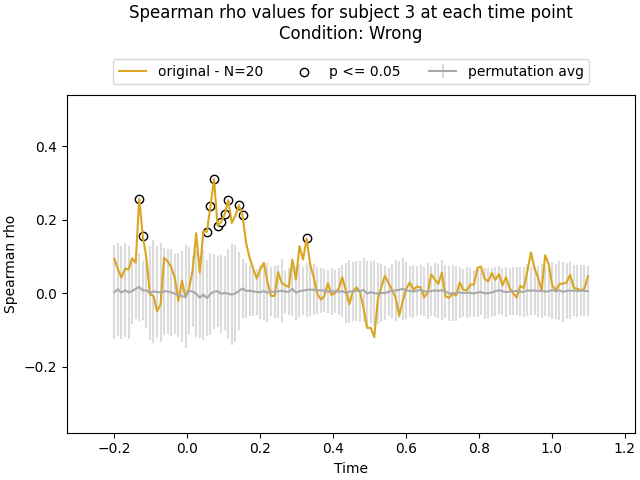 Spearman rho values for subject 3 at each time point
Condition: Wrong
original - N=20
p <= 0.05
permutation avg
Spearman rho
0.4
0.2
0.0
−0.2
−0.2
0.0
0.2
0.4
0.6
0.8
1.0
1.2
Time